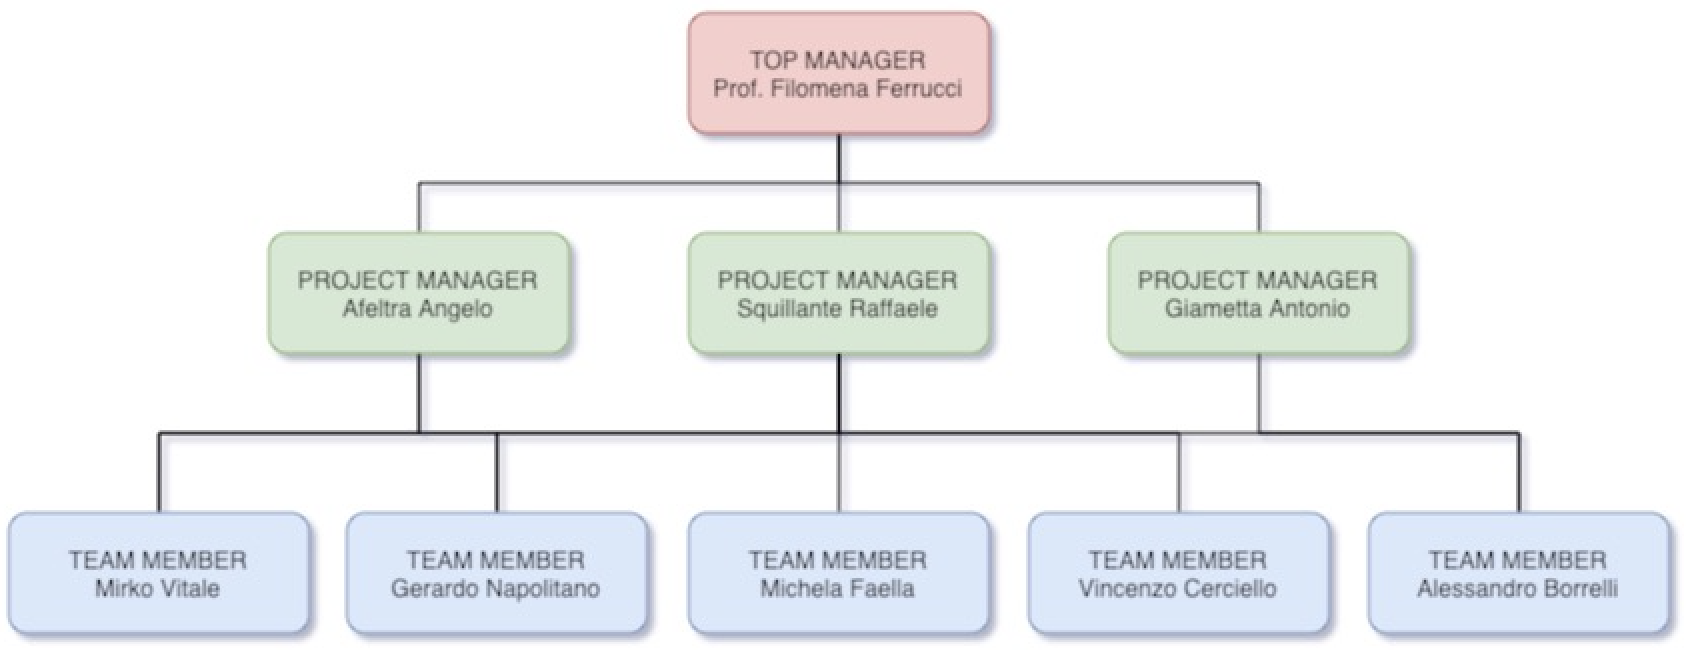 TOP MANAGER
Prof. Filomena Ferrucci
PROJECT MANAGER
Afeltra Angelo
PROJECT MANAGER
Squillante Raffaele
PROJECT MANAGER
Giametta Antonio
TEAM MEMBER
Mirko Vitale
TEAM MEMBER
Gerardo Napolitano
TEAM MEMBER
Michela Faella
TEAM MEMBER
Vincenzo Cerciello
TEAM MEMBER
Alessandro Borrelli